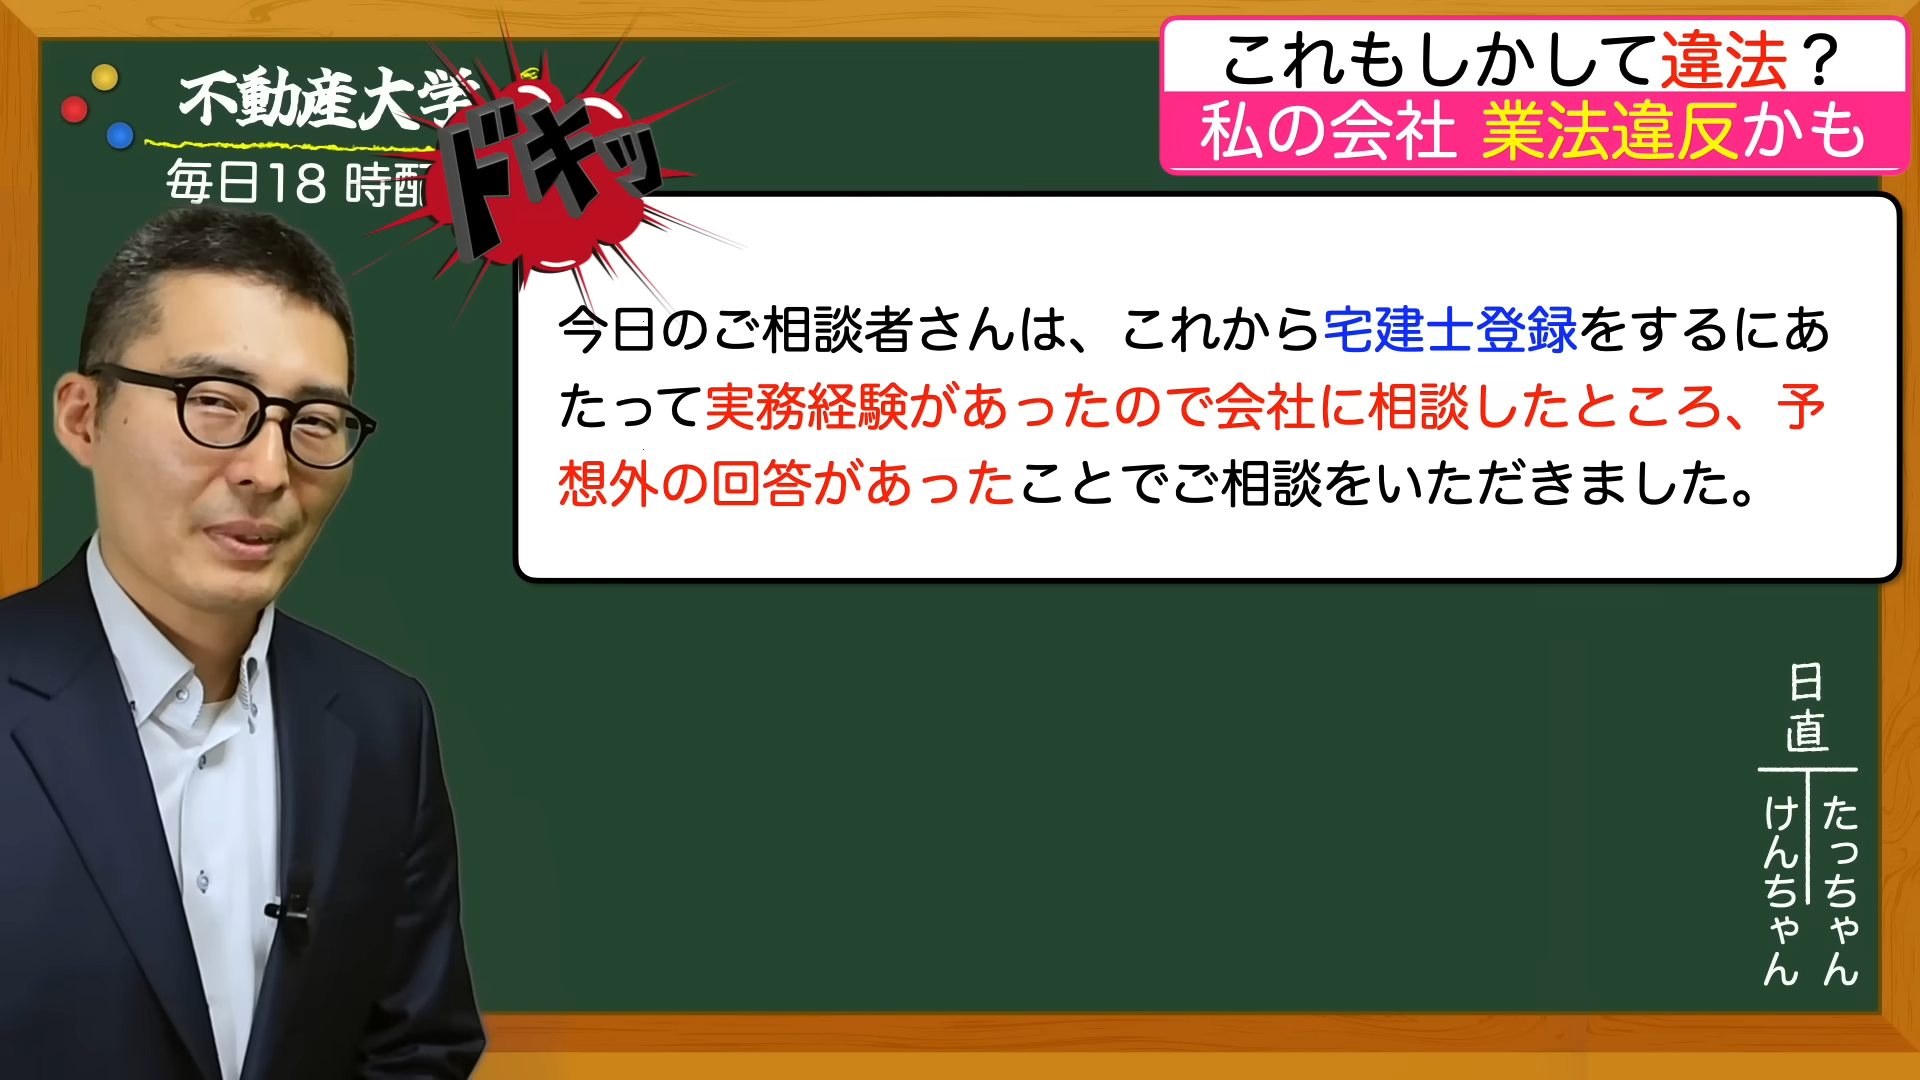 不動産大学
毎日18時配
ドキッ
これもしかして違法？
私の会社 業法違反かも
今日のご相談者さんは、これから宅建士登録をするにあ
たって実務経験があったので会社に相談したところ、予
想外の回答があったことでご相談をいただきました。
日直
たっちゃん
けんちゃん